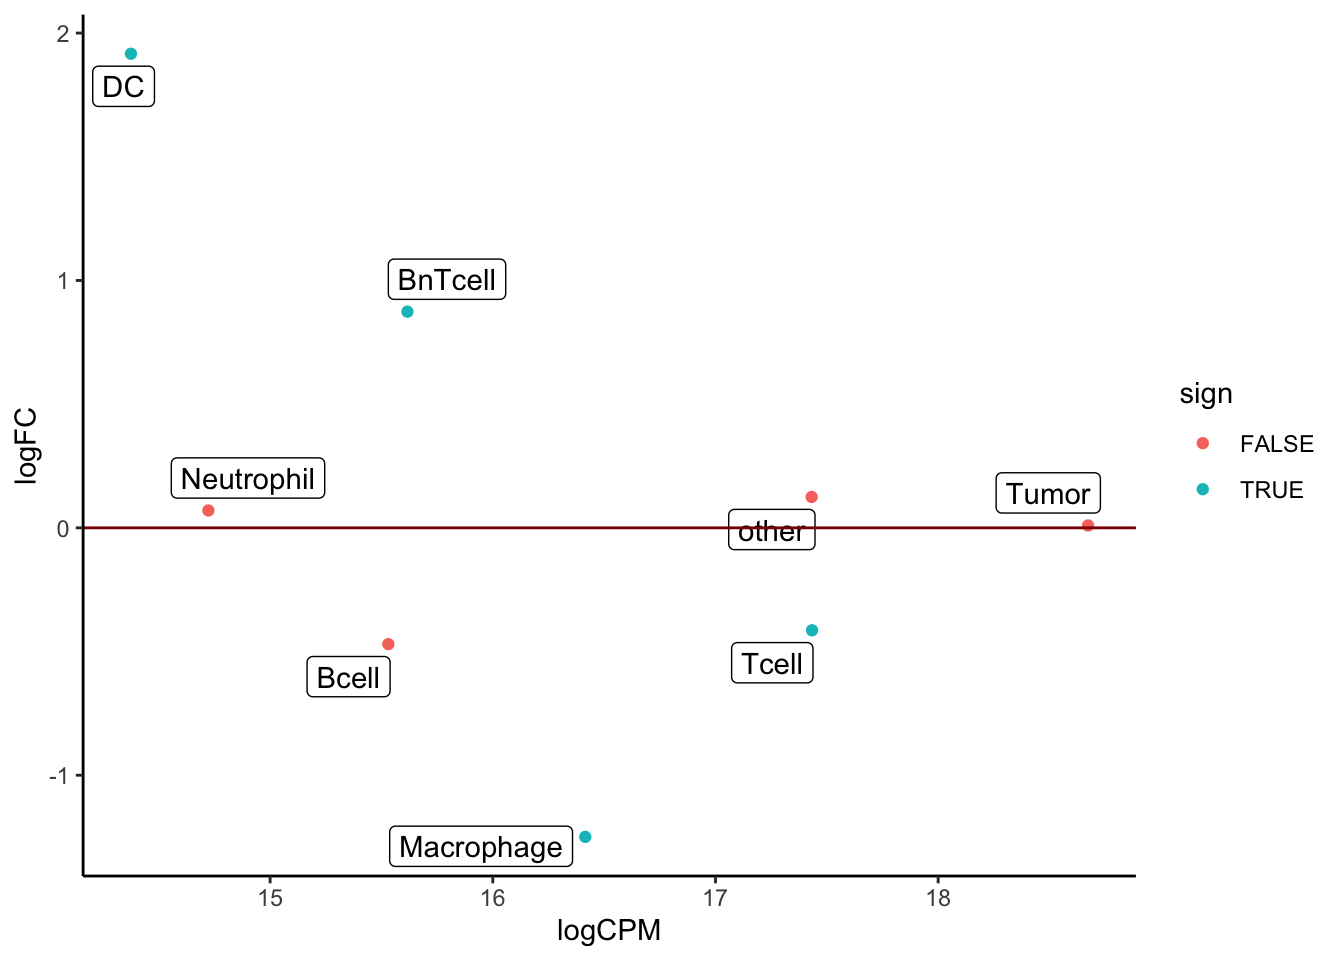 2
DC
BnTcell
1
logFC
sign
FALSE
TRUE
Neutrophil
Tumor
0
other
Bcell
Tcell
-1
Macrophage
15
16
17
18
logCPM